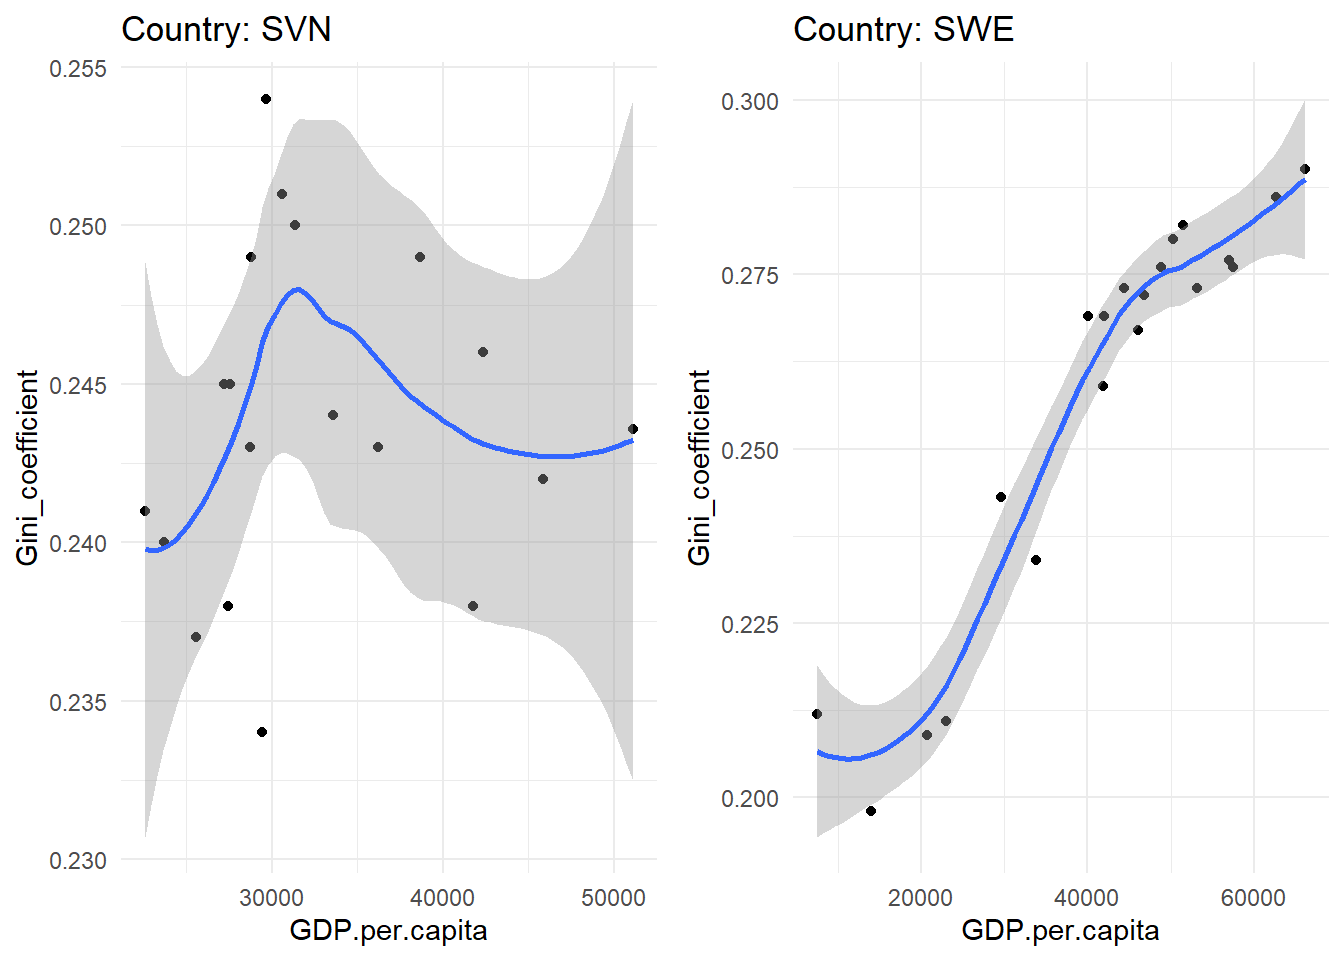 Country: SVN
Gini_coefficient
0.255
0.250
0.245
0.240
0.235
0.230
30000
40000
50000
GDP.per.capita
Country: SWE
Gini_coefficient
0.300
0.275
0.250
0.225
0.200
20000
40000
60000
GDP.per.capita